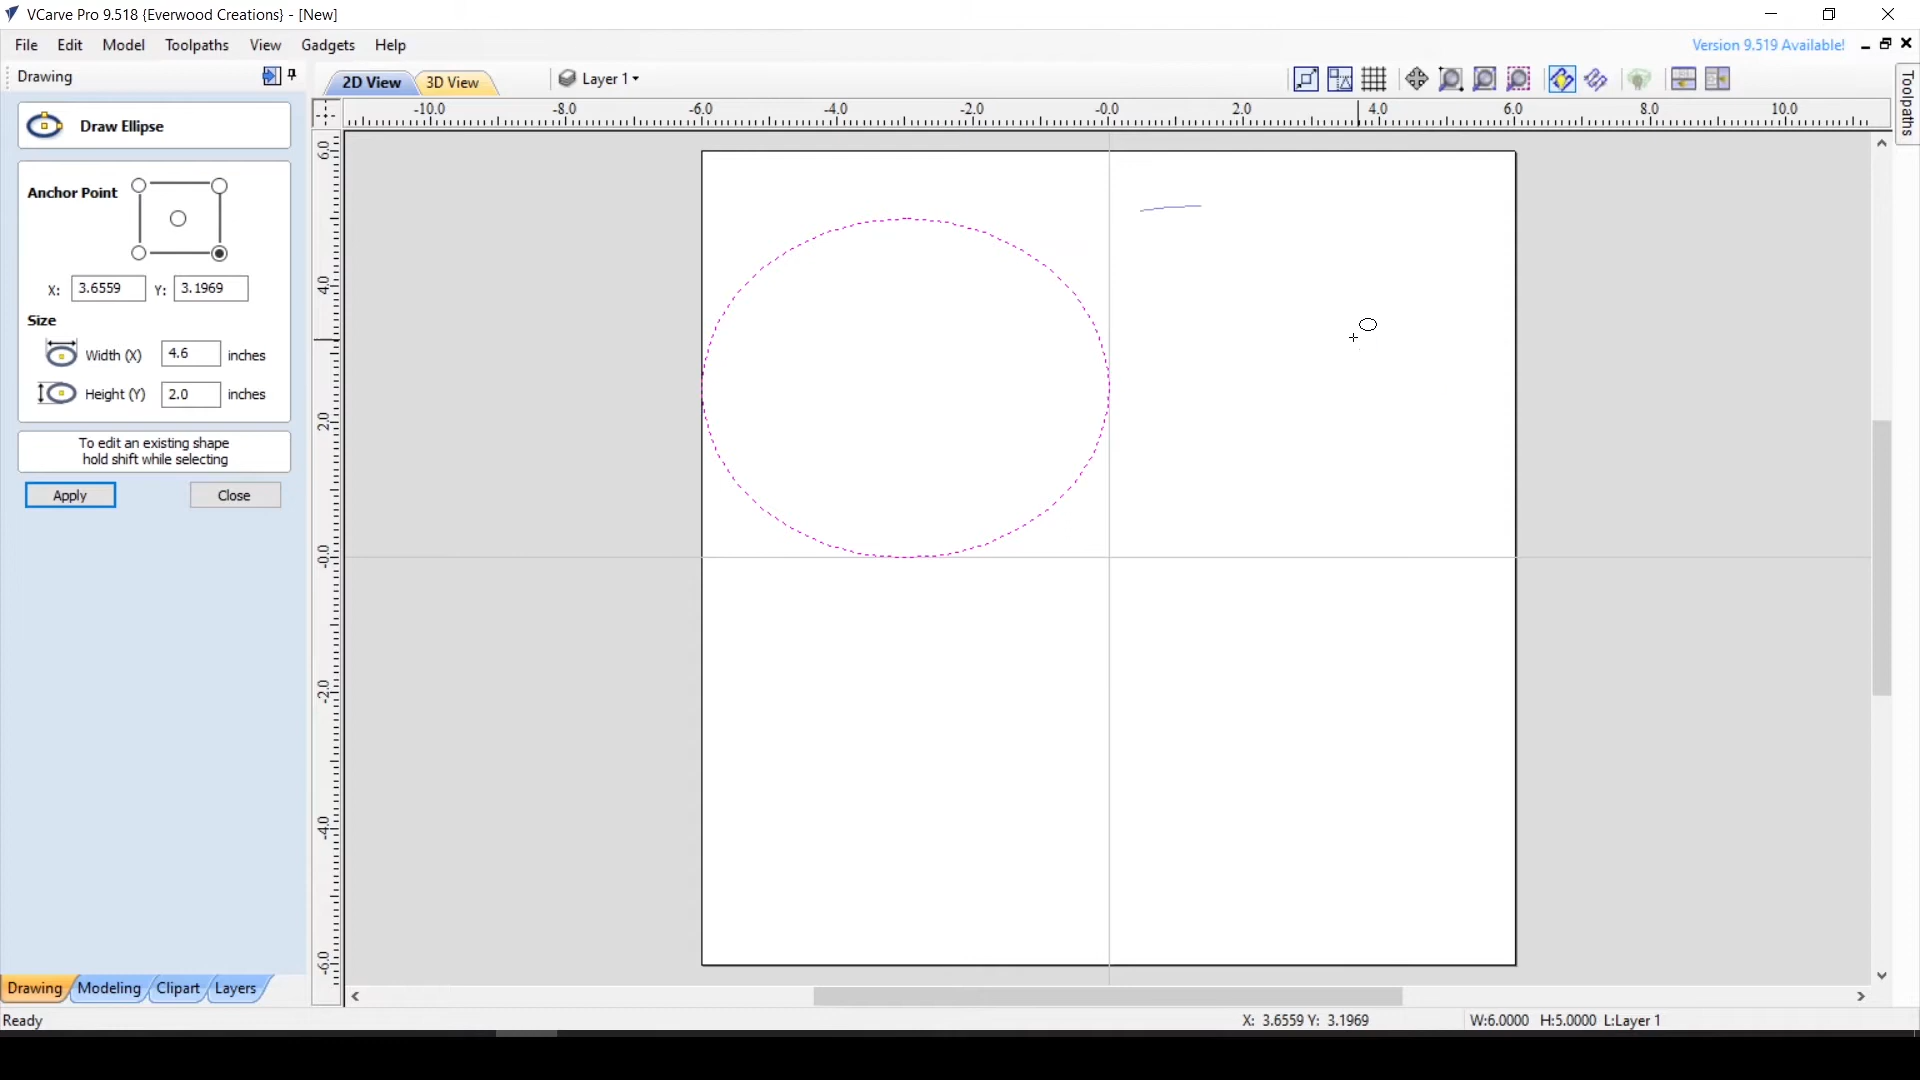 VCarve Pro 9.518 {Everwood Creations} - [New]
File Edit Model Toolpaths View Gadgets Help
Version 9.519 Available!
Drawing
2D View 3D View Layer 1
Toolpaths
-10.0 -8.0 -6.0 -4.0 -2.0 -0.0 2.0 4.0 6.0 8.0 10.0
6.0
4.0
2.0
-0.0
-2.0
-4.0
-6.0
Draw Ellipse
Anchor Point
X: 3.6559 Y: 3.1969
Size
Width (X) 4.6 inches
Height (Y) 2.0 inches
To edit an existing shape
hold shift while selecting
Apply Close
Drawing Modeling Clipart Layers
Ready
X: 3.6559 Y: 3.1969
W:6.0000 H:5.0000 L:Layer 1